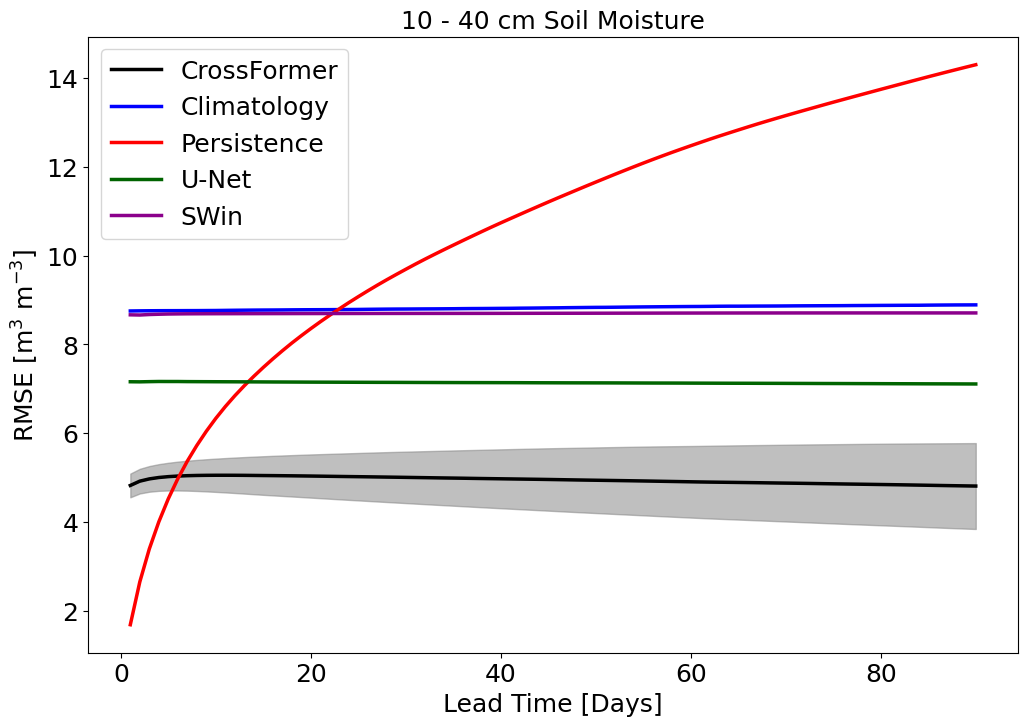 10 - 40 cm Soil Moisture
CrossFormer
Climatology
Persistence
U-Net
SWin
14
12
10
8
6
4
2
RMSE [m³ m⁻³]
0 20 40 60 80
Lead Time [Days]